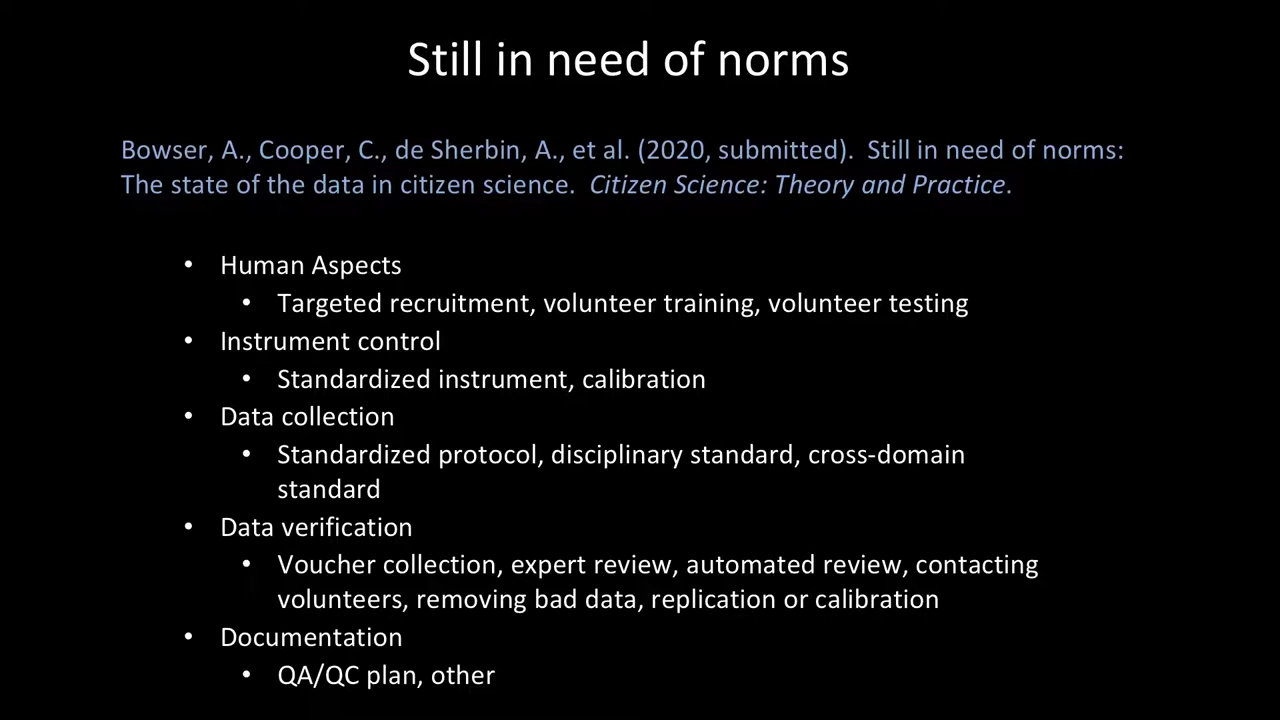 Still in need of norms
Bowser, A., Cooper, C., de Sherbin, A., et al. (2020, submitted).  Still in need of norms:
The state of the data in citizen science.  Citizen Science: Theory and Practice.
• Human Aspects
• Targeted recruitment, volunteer training, volunteer testing
• Instrument control
• Standardized instrument, calibration
• Data collection
• Standardized protocol, disciplinary standard, cross-domain
standard
• Data verification
• Voucher collection, expert review, automated review, contacting
volunteers, removing bad data, replication or calibration
• Documentation
• QA/QC plan, other